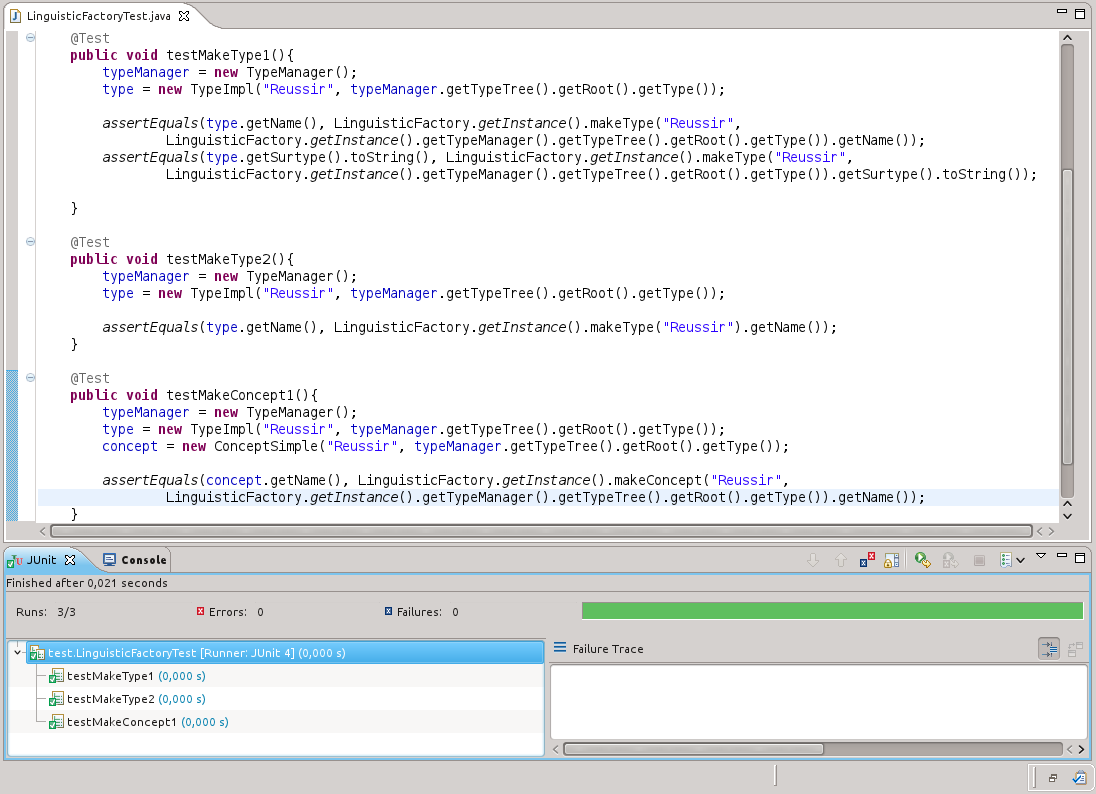 LinguisticFactoryTest.java
@Test
public void testMakeType1(){
typeManager = new TypeManager();
type = new TypeImpl("Reussir", typeManager.getTypeTree().getRoot().getType());
assertEquals(type.getName(), LinguisticFactory.getInstance().makeType("Reussir",
LinguisticFactory.getInstance().getTypeManager().getTypeTree().getRoot().getType()).getName());
assertEquals(type.getSurtype().toString(), LinguisticFactory.getInstance().makeType("Reussir",
LinguisticFactory.getInstance().getTypeManager().getTypeTree().getRoot().getType()).getSurtype().toString());
}
@Test
public void testMakeType2(){
typeManager = new TypeManager();
type = new TypeImpl("Reussir", typeManager.getTypeTree().getRoot().getType());
assertEquals(type.getName(), LinguisticFactory.getInstance().makeType("Reussir").getName());
}
@Test
public void testMakeConcept1(){
typeManager = new TypeManager();
type = new TypeImpl("Reussir", typeManager.getTypeTree().getRoot().getType());
concept = new ConceptSimple("Reussir", typeManager.getTypeTree().getRoot().getType());
assertEquals(concept.getName(), LinguisticFactory.getInstance().makeConcept("Reussir",
LinguisticFactory.getInstance().getTypeManager().getTypeTree().getRoot().getType()).getName());
}
JUnit Console
Finished after 0,021 seconds
Runs: 3/3 Errors: 0 Failures: 0
test.LinguisticFactoryTest [Runner: JUnit 4] (0,000 s)
Failure Trace
testMakeType1 (0,000 s)
testMakeType2 (0,000 s)
testMakeConcept1 (0,000 s)